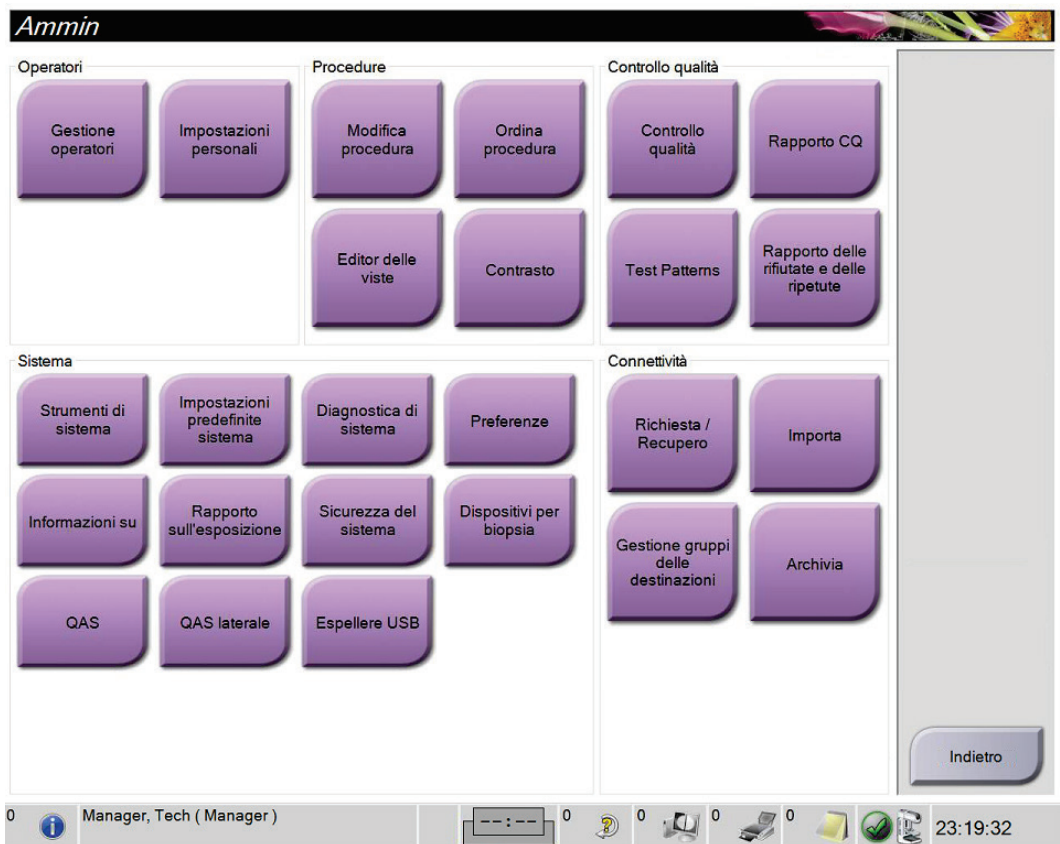 Ammin
Operatori
Gestione
operatori
Impostazioni
personali
Procedure
Modifica
procedura
Ordina
procedura
Editor delle
viste
Contrasto
Controllo qualità
Controllo
qualità
Rapporto CQ
Test Patterns
Rapporto delle
rifiutate e delle
ripetute
Sistema
Strumenti di
sistema
Impostazioni
predefinite
sistema
Diagnostica di
sistema
Preferenze
Informazioni su
Rapporto
sull'esposizione
Sicurezza del
sistema
Dispositivi per
biopsia
QAS
QAS laterale
Espellere USB
Connettività
Richiesta /
Recupero
Importa
Gestione gruppi
delle
destinazioni
Archivia
Indietro
0
Manager, Tech ( Manager )
--:--
0
0
0
0
23:19:32